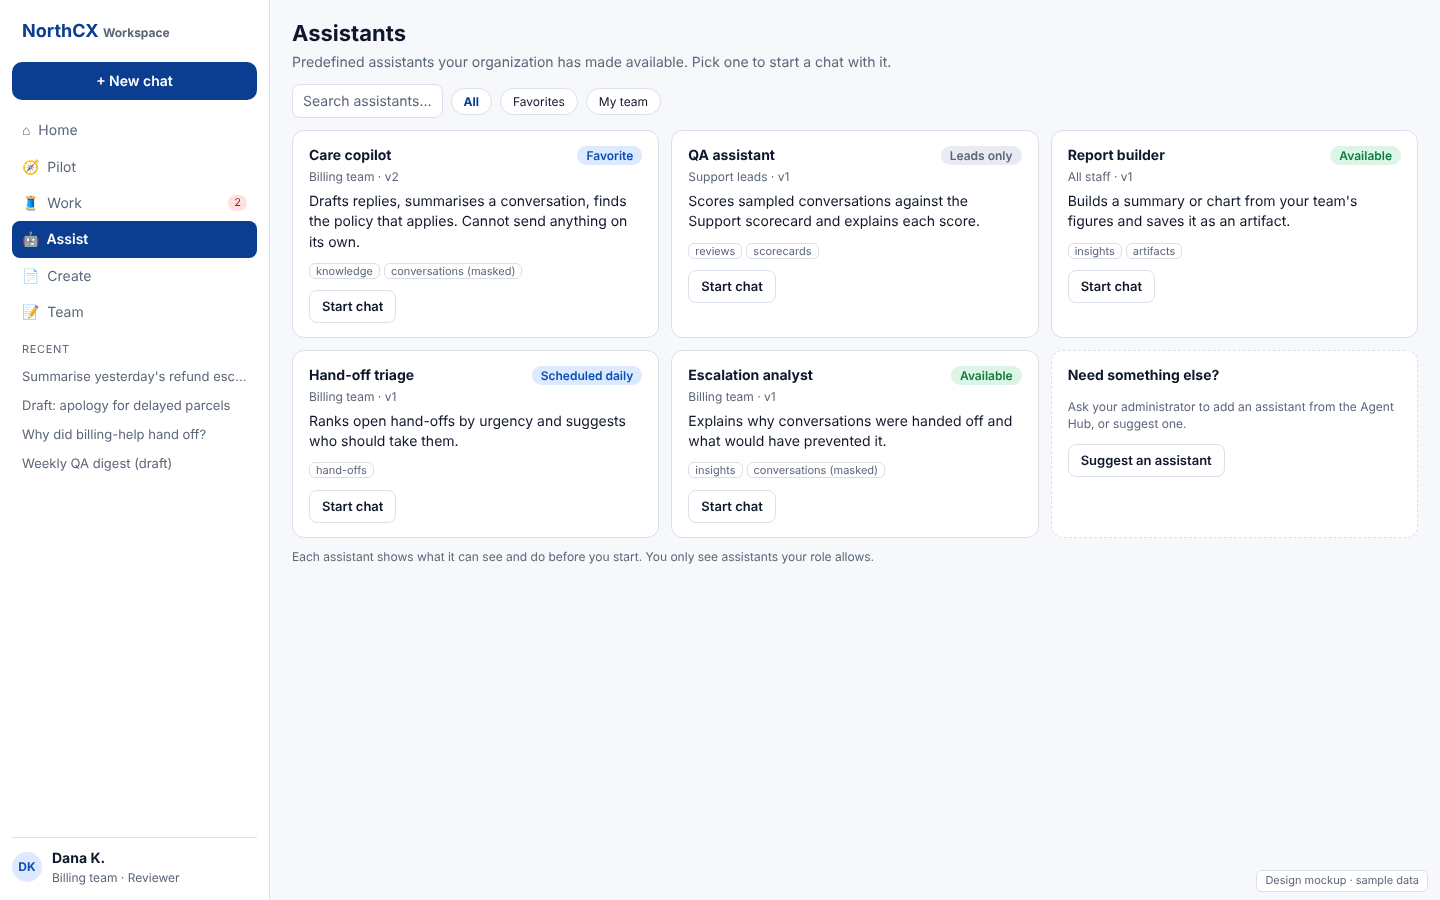 NorthCX Workspace
+ New chat
Home
Pilot
Work 2
Assist
Create
Team
RECENT
Summarise yesterday's refund esc...
Draft: apology for delayed parcels
Why did billing-help hand off?
Weekly QA digest (draft)
DK
Dana K.
Billing team · Reviewer
Assistants
Predefined assistants your organization has made available. Pick one to start a chat with it.
Search assistants... All Favorites My team
Care copilot Favorite
Billing team · v2
Drafts replies, summarises a conversation, finds
the policy that applies. Cannot send anything on
its own.
knowledge conversations (masked)
Start chat
QA assistant Leads only
Support leads · v1
Scores sampled conversations against the
Support scorecard and explains each score.
reviews scorecards
Start chat
Report builder Available
All staff · v1
Builds a summary or chart from your team's
figures and saves it as an artifact.
insights artifacts
Start chat
Hand-off triage Scheduled daily
Billing team · v1
Ranks open hand-offs by urgency and suggests
who should take them.
hand-offs
Start chat
Escalation analyst Available
Billing team · v1
Explains why conversations were handed off and
what would have prevented it.
insights conversations (masked)
Start chat
Need something else?
Ask your administrator to add an assistant from the Agent
Hub, or suggest one.
Suggest an assistant
Each assistant shows what it can see and do before you start. You only see assistants your role allows.
Design mockup · sample data